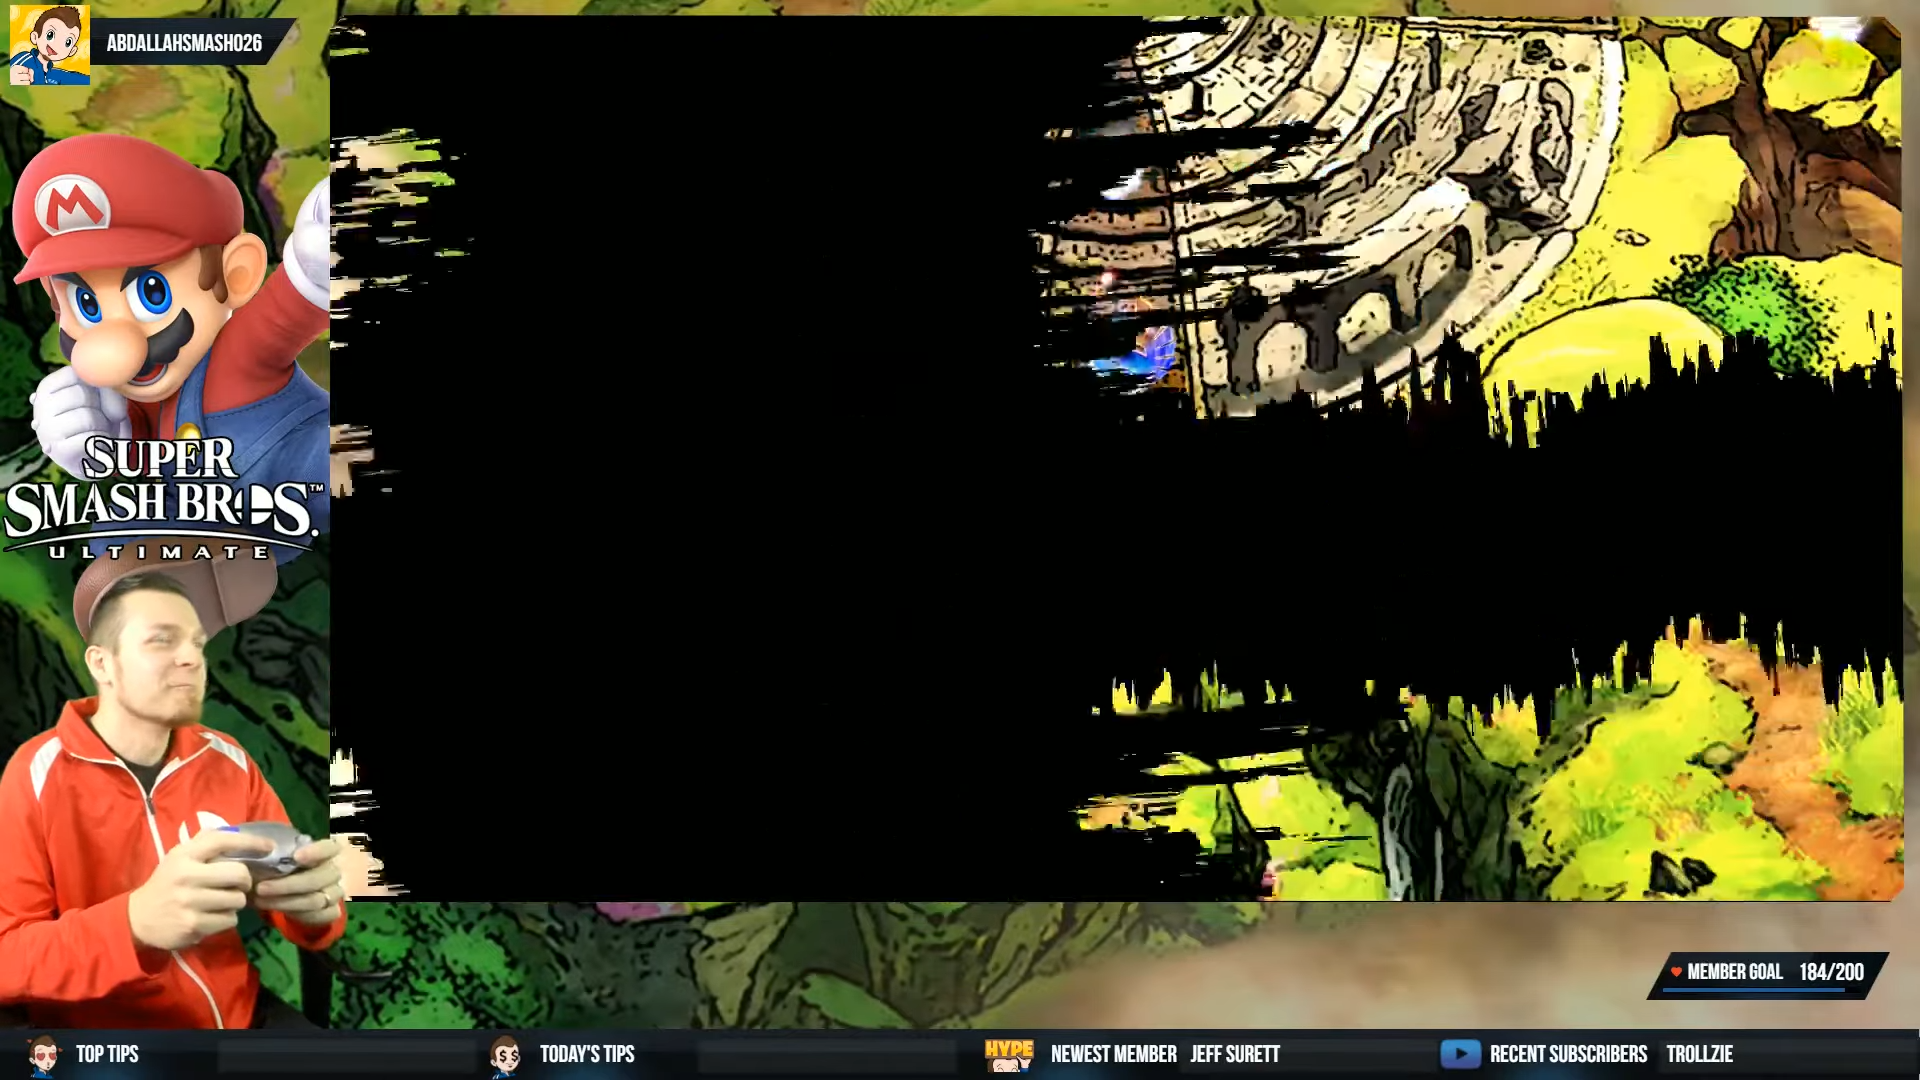 ABDALLAHSMASH026
M
SUPER
SMASH BROS.™
ULTIMATE
MEMBER GOAL 184/200
TOP TIPS
TODAY'S TIPS
HYPE
NEWEST MEMBER JEFF SURETT
RECENT SUBSCRIBERS TROLLZIE